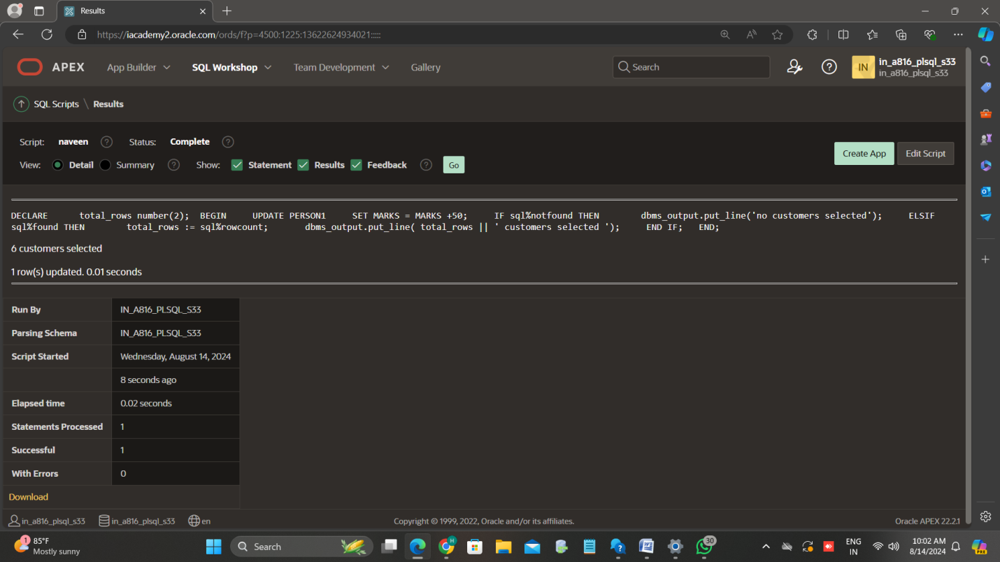 Results
https://iacademy2.oracle.com/ords/f?p=4500:1225:13622624934021:::::
APEX App Builder SQL Workshop Team Development Gallery Search IN in_a816_plsql_s33
in_a816_plsql_s33
SQL Scripts \ Results
Script: naveen Status: Complete
View: Detail Summary Show: Statement Results Feedback Go
Create App Edit Script
DECLARE total_rows number(2); BEGIN UPDATE PERSON1 SET MARKS = MARKS +50; IF sql%notfound THEN dbms_output.put_line('no customers selected'); ELSIF
sql%found THEN total_rows := sql%rowcount; dbms_output.put_line( total_rows || ' customers selected '); END IF; END;
6 customers selected
1 row(s) updated. 0.01 seconds
Run By IN_A816_PLSQL_S33
Parsing Schema IN_A816_PLSQL_S33
Script Started Wednesday, August 14, 2024
8 seconds ago
Elapsed time 0.02 seconds
Statements Processed 1
Successful 1
With Errors 0
Download
in_a816_plsql_s33 in_a816_plsql_s33 en Copyright © 1999, 2022, Oracle and/or its affiliates. Oracle APEX 22.2.1
1 85°F
Mostly sunny
Search
H
30
ENG
IN
10:02 AM
8/14/2024
PRE